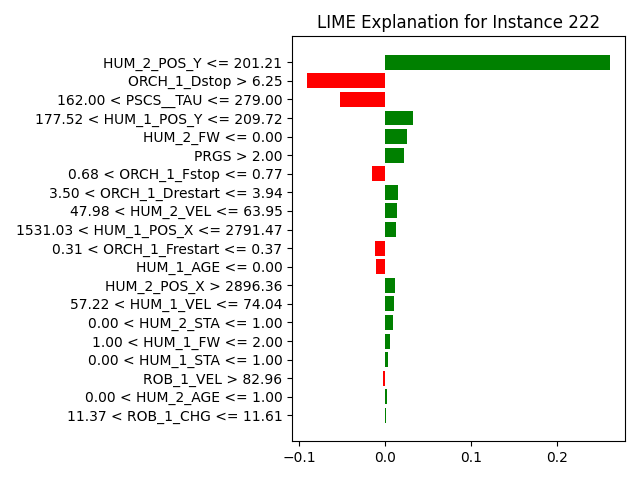 LIME Explanation for Instance 222
HUM_2_POS_Y <= 201.21
ORCH_1_Dstop > 6.25
162.00 < PSCS__TAU <= 279.00
177.52 < HUM_1_POS_Y <= 209.72
HUM_2_FW <= 0.00
PRGS > 2.00
0.68 < ORCH_1_Fstop <= 0.77
3.50 < ORCH_1_Drestart <= 3.94
47.98 < HUM_2_VEL <= 63.95
1531.03 < HUM_1_POS_X <= 2791.47
0.31 < ORCH_1_Frestart <= 0.37
HUM_1_AGE <= 0.00
HUM_2_POS_X > 2896.36
57.22 < HUM_1_VEL <= 74.04
0.00 < HUM_2_STA <= 1.00
1.00 < HUM_1_FW <= 2.00
0.00 < HUM_1_STA <= 1.00
ROB_1_VEL > 82.96
0.00 < HUM_2_AGE <= 1.00
11.37 < ROB_1_CHG <= 11.61
−0.1 0.0 0.1 0.2